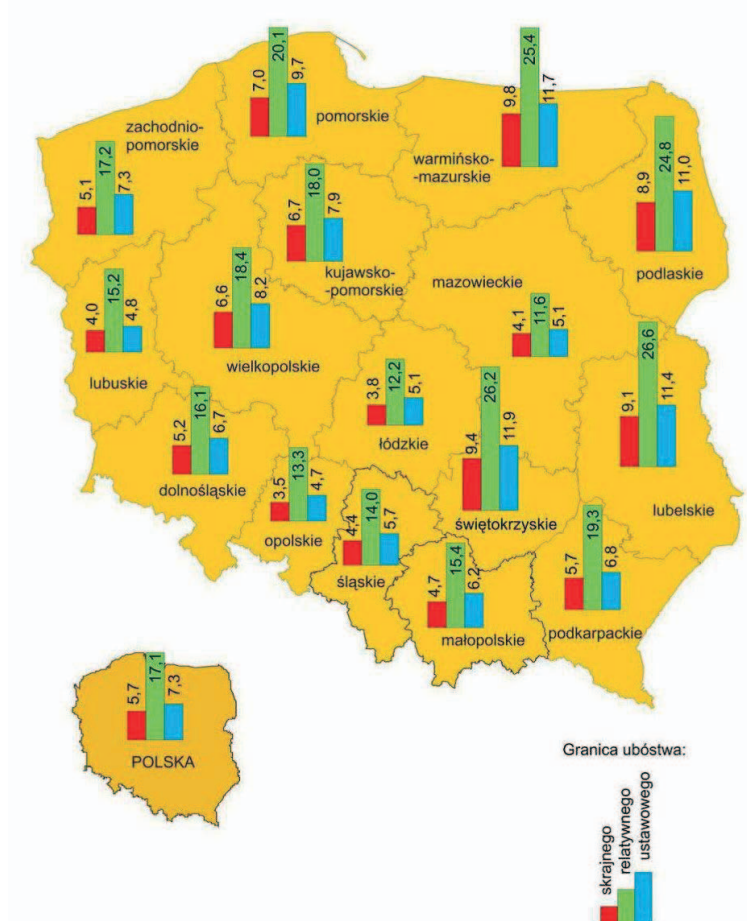 20,1
7,0
9,7
pomorskie
25,4
9,8
11,7
warmińsko-
-mazurskie
zachodnio-
pomorskie
17,2
5,1
7,3
24,8
8,9
11,0
podlaskie
18,0
6,7
7,9
kujawsko-
-pomorskie
mazowieckie
11,6
4,1
5,1
15,2
4,0
4,8
lubuskie
18,4
6,6
8,2
wielkopolskie
12,2
3,8
5,1
łódzkie
26,6
9,1
11,4
lubelskie
16,1
5,2
6,7
dolnośląskie
26,2
9,4
11,9
świętokrzyskie
13,3
3,5
4,7
opolskie
14,0
4,4
5,7
śląskie
15,4
4,7
6,2
małopolskie
19,3
5,7
6,8
podkarpackie
17,1
5,7
7,3
POLSKA
Granica ubóstwa:
skrajnego
relatywnego
ustawowego